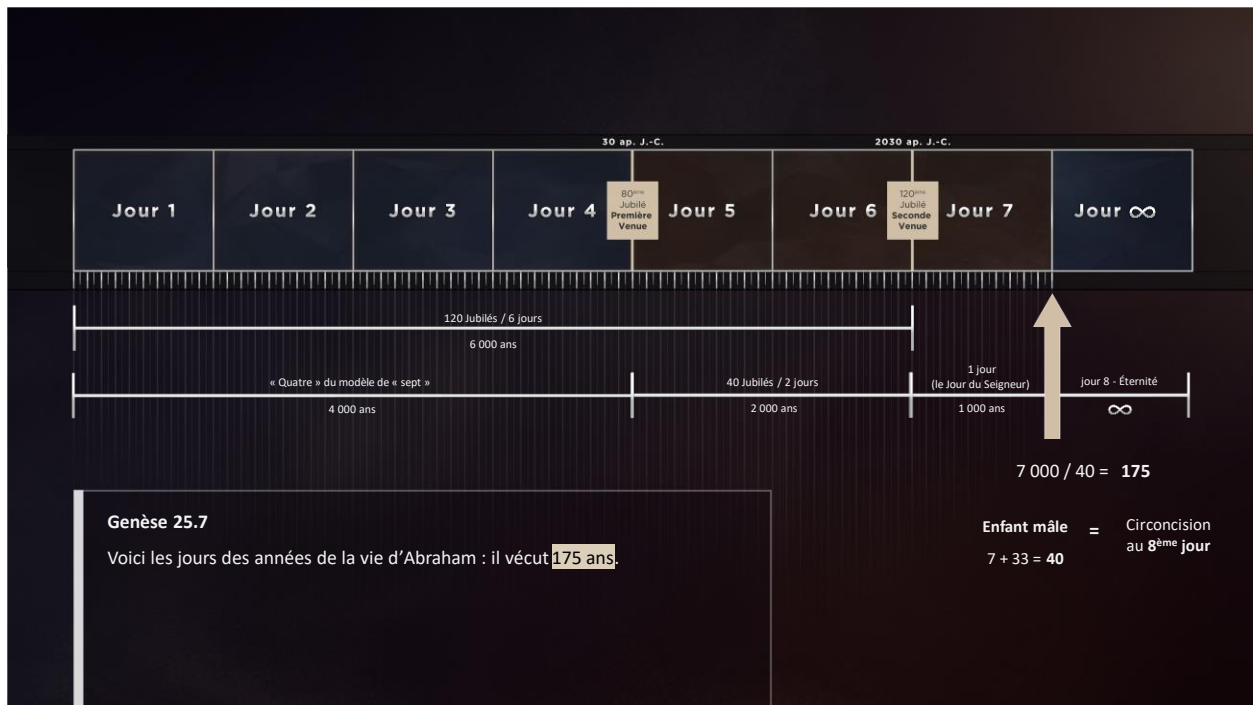 30 ap. J.-C.
2030 ap. J.-C.
Jour 1
Jour 2
Jour 3
Jour 4
80ème
Jubilé
Première
Venue
Jour 5
Jour 6
120ème
Jubilé
Seconde
Venue
Jour 7
Jour ∞
120 Jubilés / 6 jours
6 000 ans
« Quatre » du modèle de « sept »
4 000 ans
40 Jubilés / 2 jours
2 000 ans
1 jour
(le Jour du Seigneur)
1 000 ans
jour 8 - Éternité
∞
7 000 / 40 = 175
Genèse 25.7
Voici les jours des années de la vie d’Abraham : il vécut 175 ans.
Enfant mâle = Circoncision
au 8ème jour
7 + 33 = 40